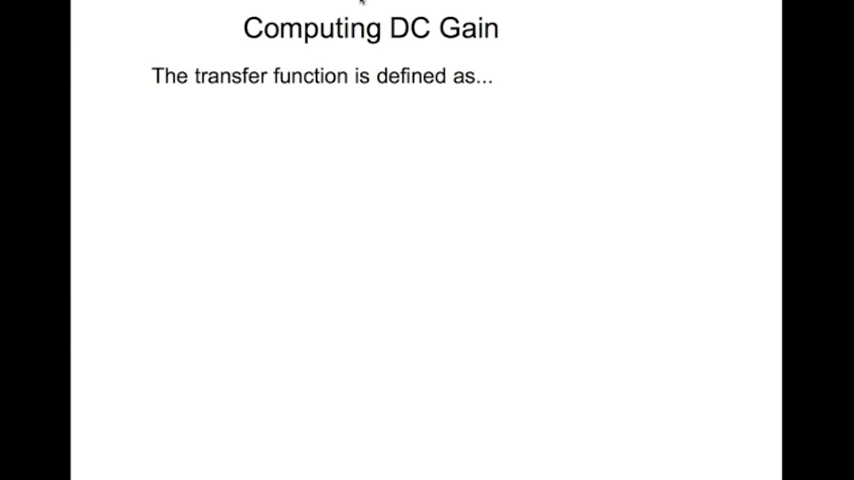 Computing DC Gain
The transfer function is defined as...